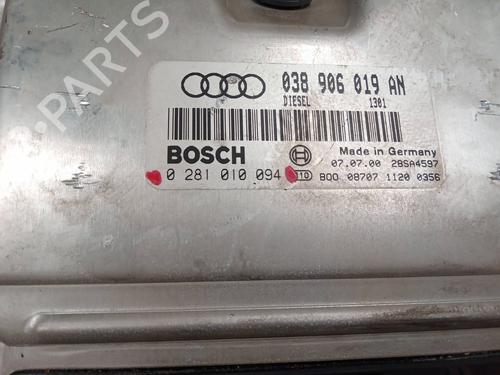 B-PARTS
038 906 019 AN
DIESEL 1301
BOSCH
Made in Germany
07.07.00 28SA4597
0 281 010 094
BQO 08707 1120 0356